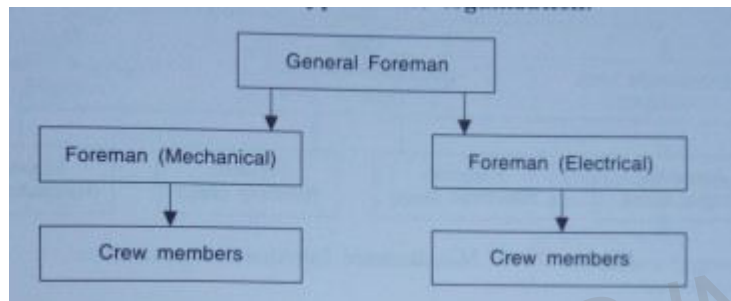 General Foreman
Foreman (Mechanical)
Foreman (Electrical)
Crew members
Crew members